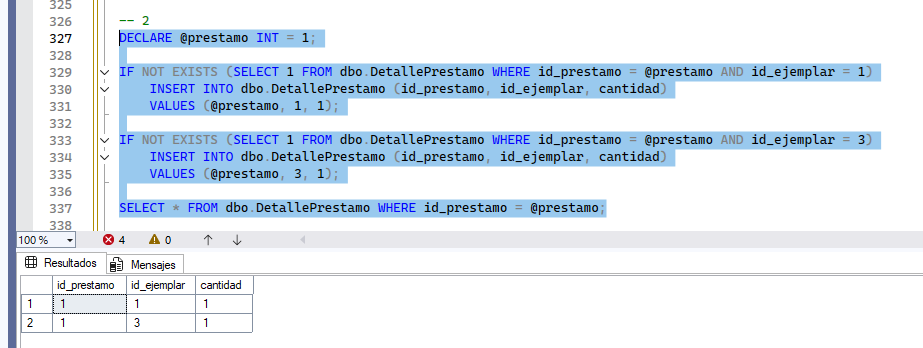 325
326 -- 2
327 DECLARE @prestamo INT = 1;
328
329 IF NOT EXISTS (SELECT 1 FROM dbo.DetallePrestamo WHERE id_prestamo = @prestamo AND id_ejemplar = 1)
330 INSERT INTO dbo.DetallePrestamo (id_prestamo, id_ejemplar, cantidad)
331 VALUES (@prestamo, 1, 1);
332
333 IF NOT EXISTS (SELECT 1 FROM dbo.DetallePrestamo WHERE id_prestamo = @prestamo AND id_ejemplar = 3)
334 INSERT INTO dbo.DetallePrestamo (id_prestamo, id_ejemplar, cantidad)
335 VALUES (@prestamo, 3, 1);
336
337 SELECT * FROM dbo.DetallePrestamo WHERE id_prestamo = @prestamo;
338
100 % 4 0
Resultados Mensajes
id_prestamo id_ejemplar cantidad
1 1 1 1
2 1 3 1